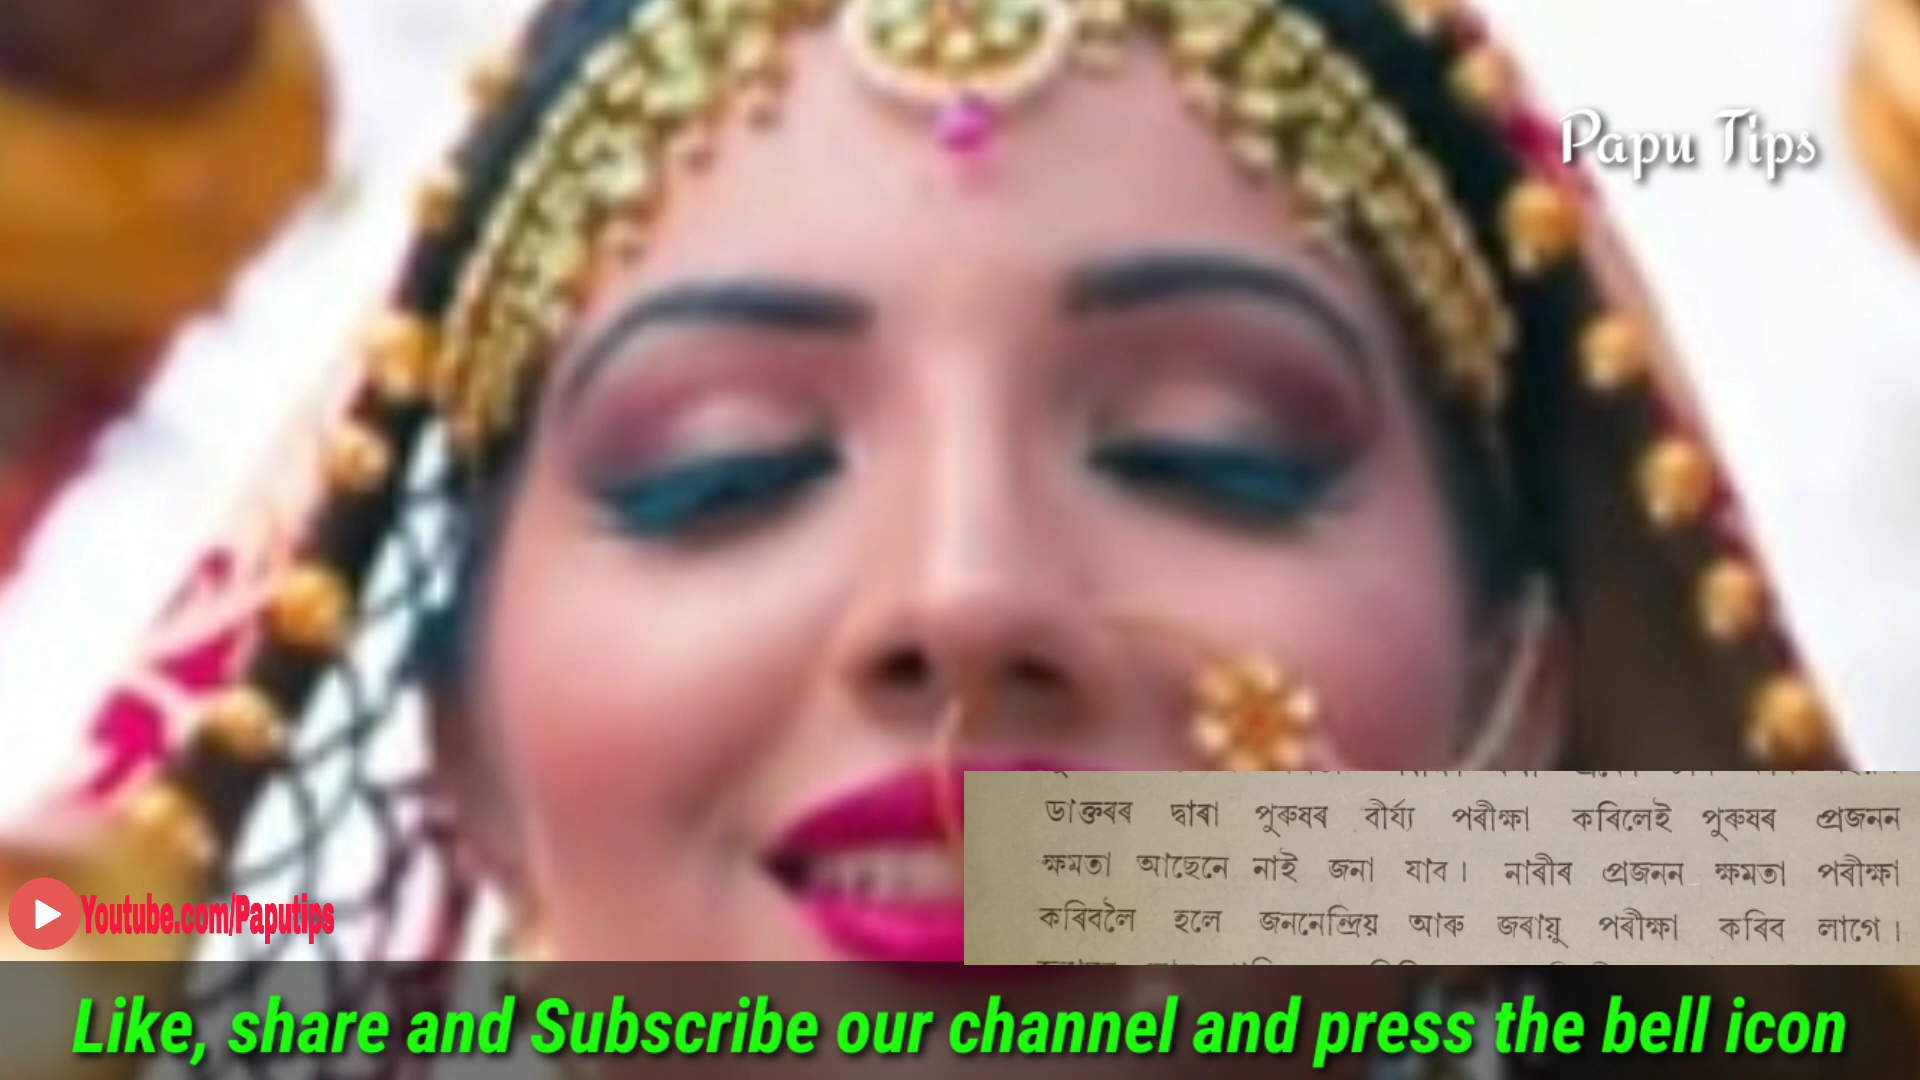 Papu Tips
ডাক্তৰৰ দ্বাৰা পুৰুষৰ বীৰ্য্য পৰীক্ষা কৰিলেই পুৰুষৰ প্ৰজনন
ক্ষমতা আছেনে নাই জনা যাব। নাৰীৰ প্ৰজনন ক্ষমতা পৰীক্ষা
কৰিবলৈ হলে জননেন্দ্ৰিয় আৰু জৰায়ু পৰীক্ষা কৰিব লাগে।
Youtube.com/Paputips
Like, share and Subscribe our channel and press the bell icon